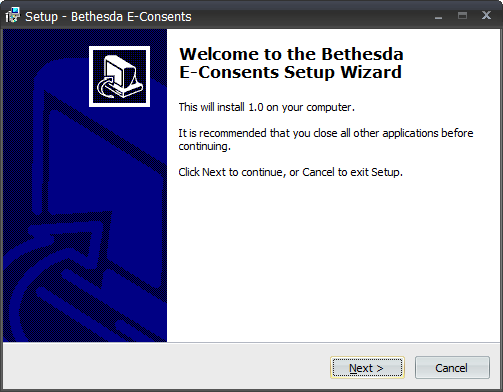 Setup - Bethesda E-Consents
Welcome to the Bethesda
E-Consents Setup Wizard
This will install 1.0 on your computer.
It is recommended that you close all other applications before
continuing.
Click Next to continue, or Cancel to exit Setup.
Next >
Cancel